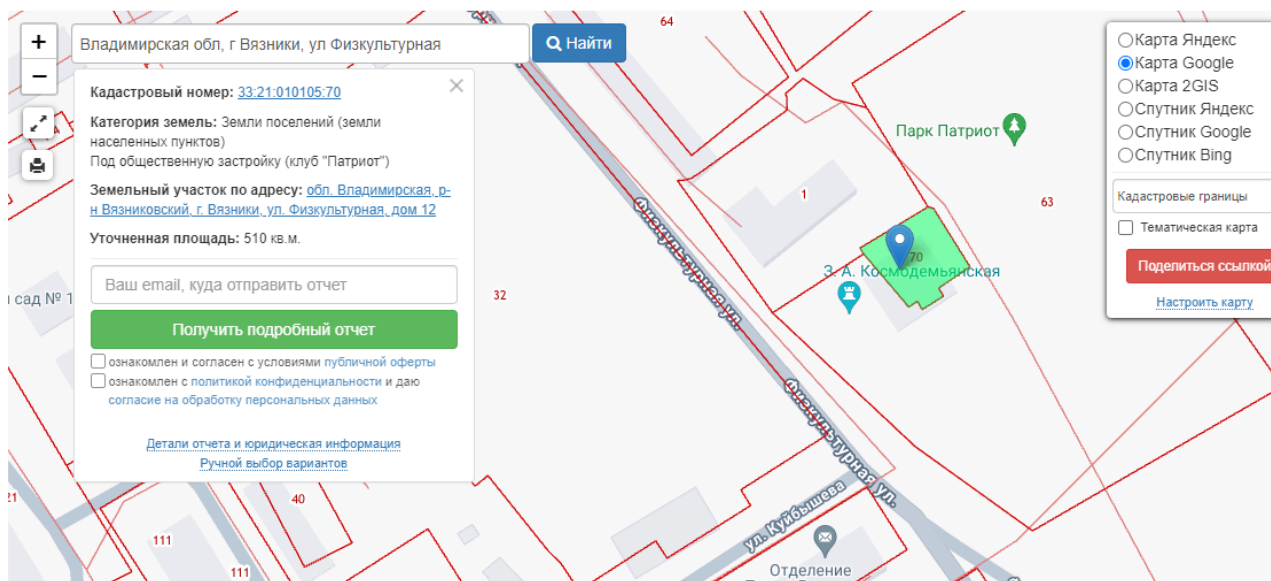 +
Владимирская обл, г Вязники, ул Физкультурная
Найти
−
Кадастровый номер: 33:21:010105:70
×
Категория земель: Земли поселений (земли
населенных пунктов)
Под общественную застройку (клуб "Патриот")
Земельный участок по адресу: обл. Владимирская, р-
н Вязниковский, г. Вязники, ул. Физкультурная, дом 12
Уточненная площадь: 510 кв.м.
Ваш email, куда отправить отчет
Получить подробный отчет
ознакомлен и согласен с условиями публичной оферты
ознакомлен с политикой конфиденциальности и даю
согласие на обработку персональных данных
Детали отчета и юридическая информация
Ручной выбор вариантов
64
Парк Патриот
1
63
70
З. А. Космодемьянская
Физкультурная ул.
32
сад № 1
Физкультурная ул.
ул. Куйбышева
Отделение
21
40
111
111
Карта Яндекс
Карта Google
Карта 2GIS
Спутник Яндекс
Спутник Google
Спутник Bing
Кадастровые границы
Тематическая карта
Поделиться ссылкой
Настроить карту